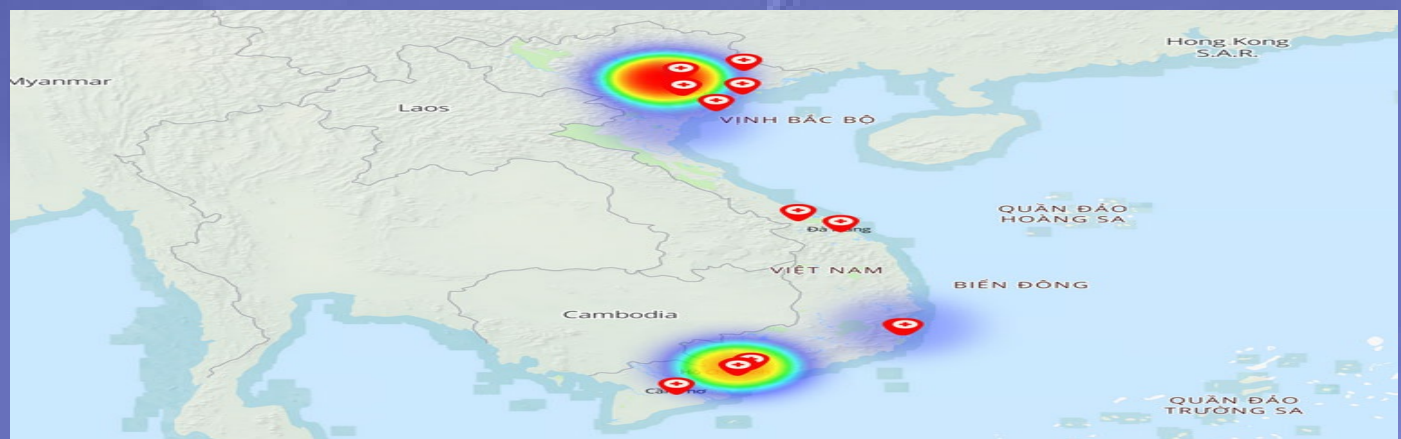 Hong Kong
S.A.R.
Myanmar
Laos
VỊNH BẮC BỘ
QUẦN ĐẢO
HOÀNG SA
VIỆT NAM
BIỂN ĐÔNG
Cambodia
QUẦN ĐẢO
TRƯỜNG SA